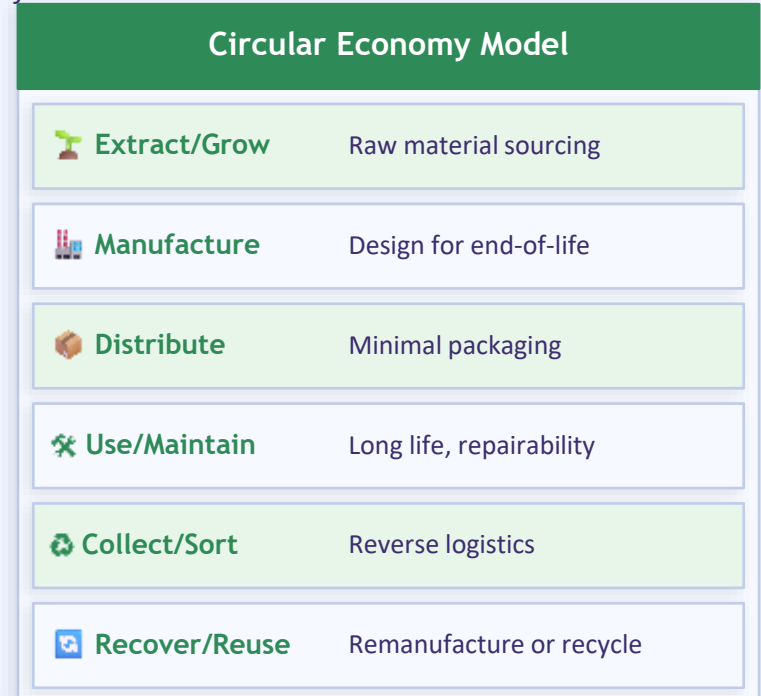 Circular Economy Model
Extract/Grow Raw material sourcing
Manufacture Design for end-of-life
Distribute Minimal packaging
Use/Maintain Long life, repairability
Collect/Sort Reverse logistics
Recover/Reuse Remanufacture or recycle